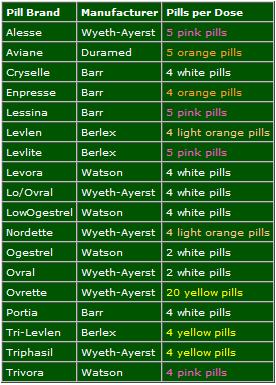 Pill Brand Manufacturer Pills per Dose
Alesse Wyeth-Ayerst 5 pink pills
Aviane Duramed 5 orange pills
Cryselle Barr 4 white pills
Enpresse Barr 4 orange pills
Lessina Barr 5 pink pills
Levlen Berlex 4 light orange pills
Levlite Berlex 5 pink pills
Levora Watson 4 white pills
Lo/Ovral Wyeth-Ayerst 4 white pills
LowOgestrel Watson 4 white pills
Nordette Wyeth-Ayerst 4 light orange pills
Ogestrel Watson 2 white pills
Ovral Wyeth-Ayerst 2 white pills
Ovrette Wyeth-Ayerst 20 yellow pills
Portia Barr 4 white pills
Tri-Levlen Berlex 4 yellow pills
Triphasil Wyeth-Ayerst 4 yellow pills
Trivora Watson 4 pink pills